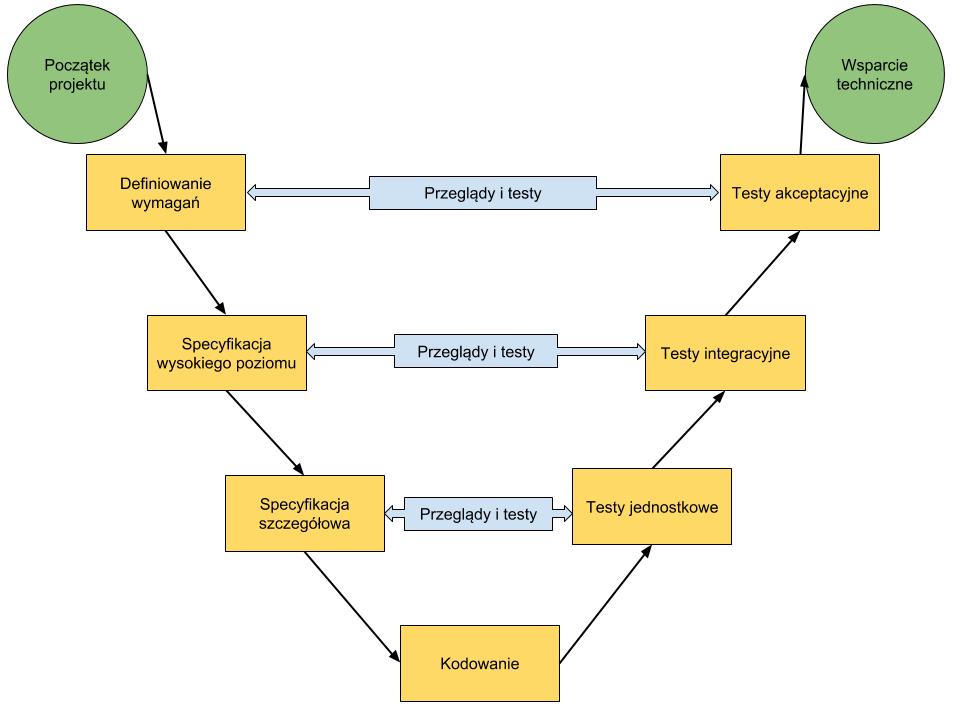 Początek
projektu
Wsparcie
techniczne
Definiowanie
wymagań
Przeglądy i testy
Testy akceptacyjne
Specyfikacja
wysokiego poziomu
Przeglądy i testy
Testy integracyjne
Specyfikacja
szczegółowa
Przeglądy i testy
Testy jednostkowe
Kodowanie